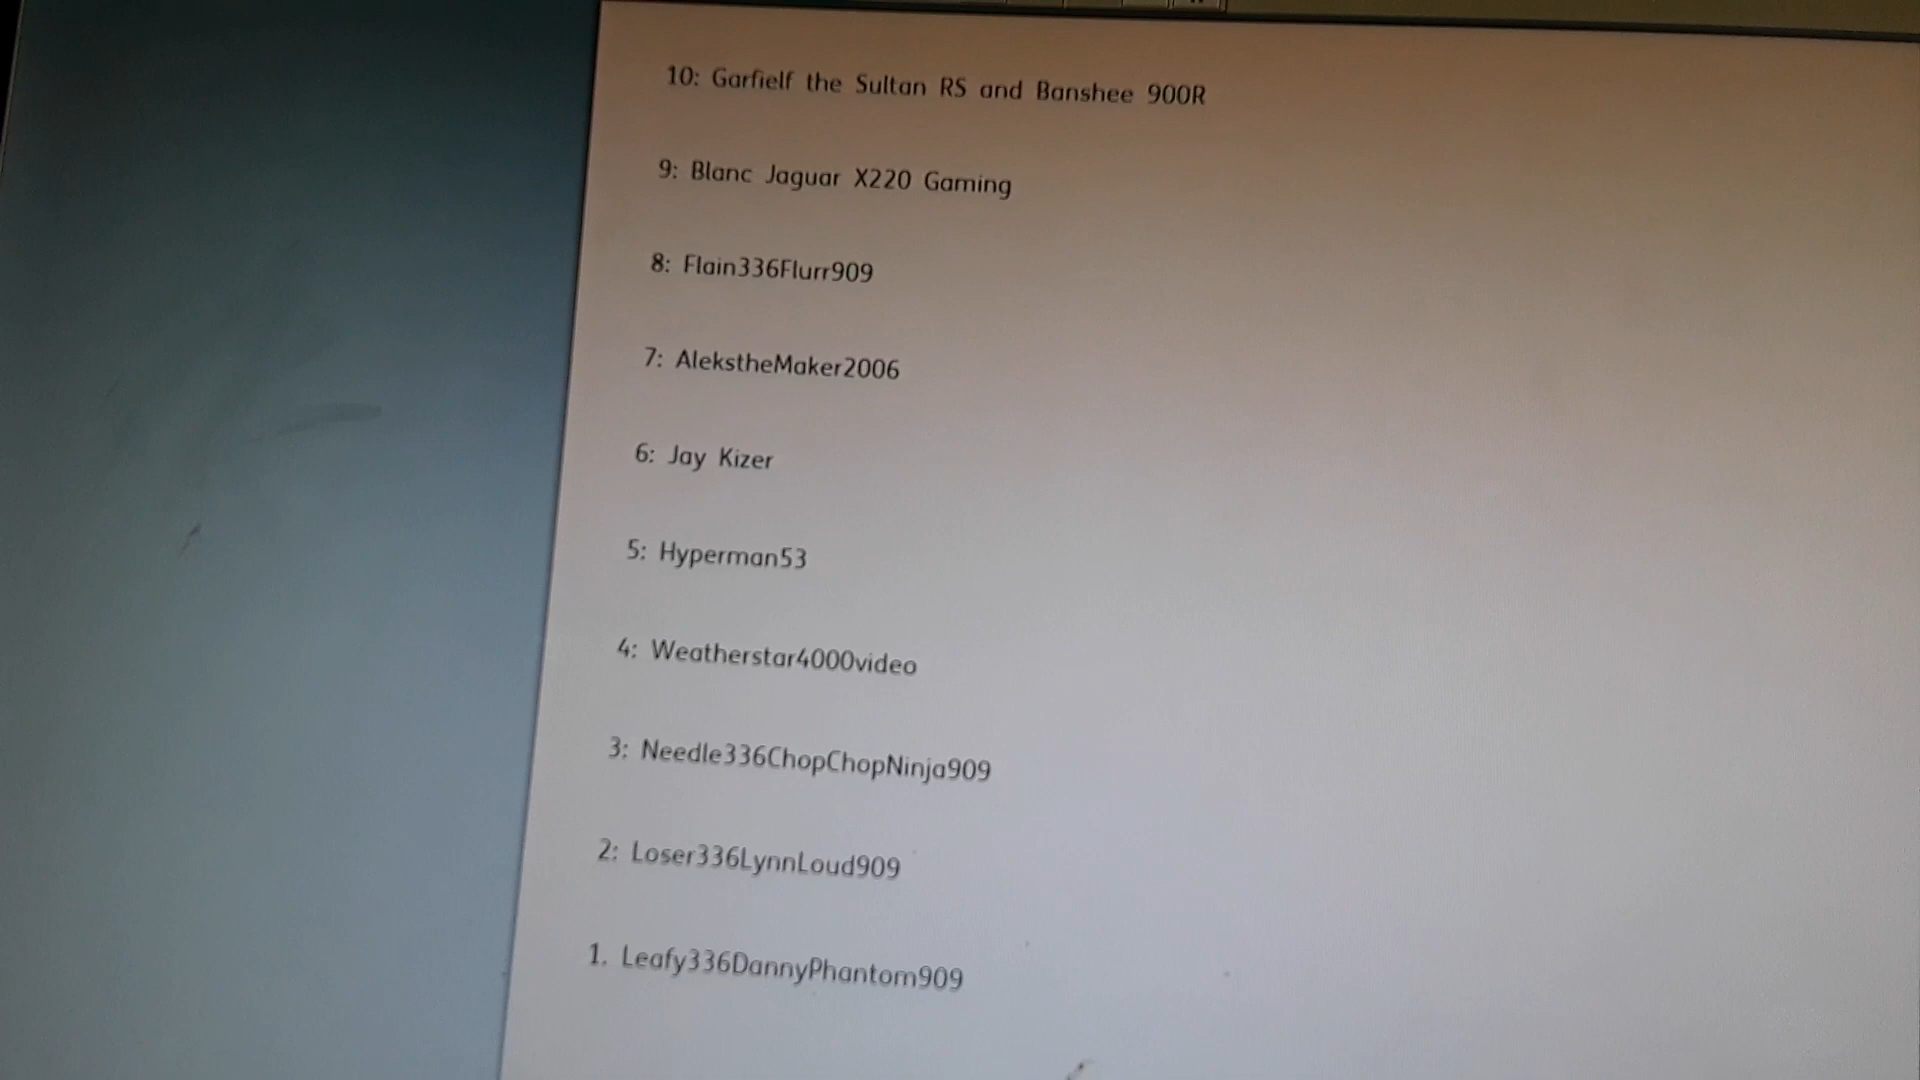 10: Garfielf the Sultan RS and Banshee 900R
9: Blanc Jaguar X220 Gaming
8: Flain336Flurr909
7: AlekstheMaker2006
6: Jay Kizer
5: Hyperman53
4: Weatherstar4000video
3: Needle336ChopChopNinja909
2: Loser336LynnLoud909
1. Leafy336DannyPhantom909